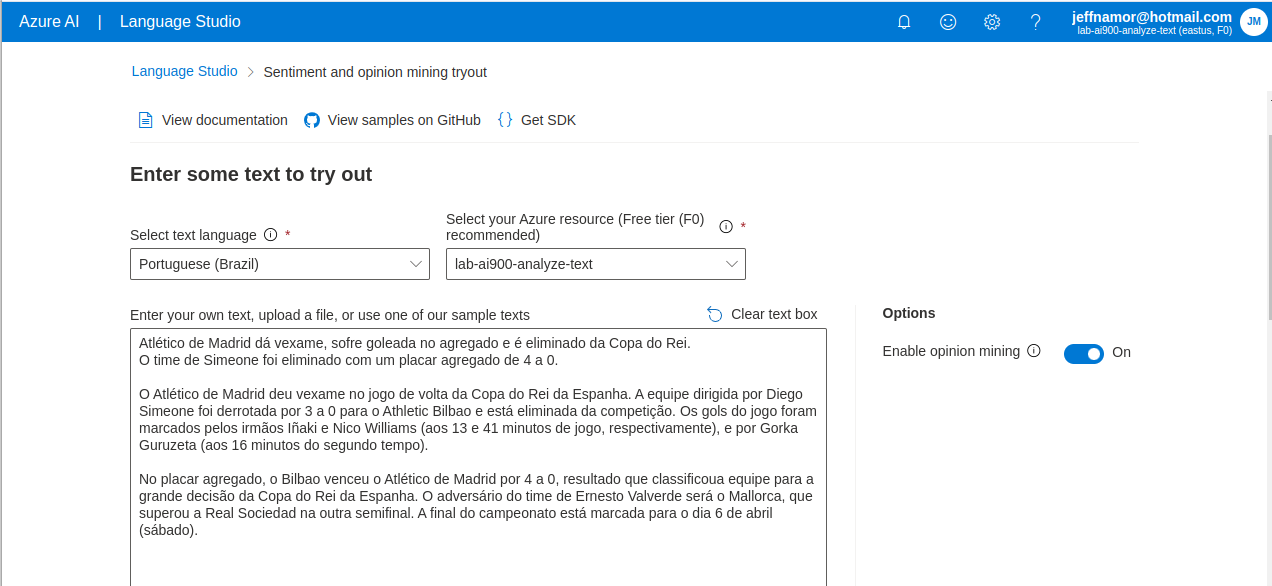 Azure AI | Language Studio
jeffnamor@hotmail.com
lab-ai900-analyze-text (eastus, F0)
JM
Language Studio > Sentiment and opinion mining tryout
View documentation View samples on GitHub {} Get SDK
Enter some text to try out
Select text language *
Select your Azure resource (Free tier (F0) recommended) *
Portuguese (Brazil)
lab-ai900-analyze-text
Enter your own text, upload a file, or use one of our sample texts
Clear text box
Atlético de Madrid dá vexame, sofre goleada no agregado e é eliminado da Copa do Rei.
O time de Simeone foi eliminado com um placar agregado de 4 a 0.
O Atlético de Madrid deu vexame no jogo de volta da Copa do Rei da Espanha. A equipe dirigida por Diego
Simeone foi derrotada por 3 a 0 para o Athletic Bilbao e está eliminada da competição. Os gols do jogo foram
marcados pelos irmãos Iñaki e Nico Williams (aos 13 e 41 minutos de jogo, respectivamente), e por Gorka
Guruzeta (aos 16 minutos do segundo tempo).
No placar agregado, o Bilbao venceu o Atlético de Madrid por 4 a 0, resultado que classificoua equipe para a
grande decisão da Copa do Rei da Espanha. O adversário do time de Ernesto Valverde será o Mallorca, que
superou a Real Sociedad na outra semifinal. A final do campeonato está marcada para o dia 6 de abril
(sábado).
Options
Enable opinion mining
On